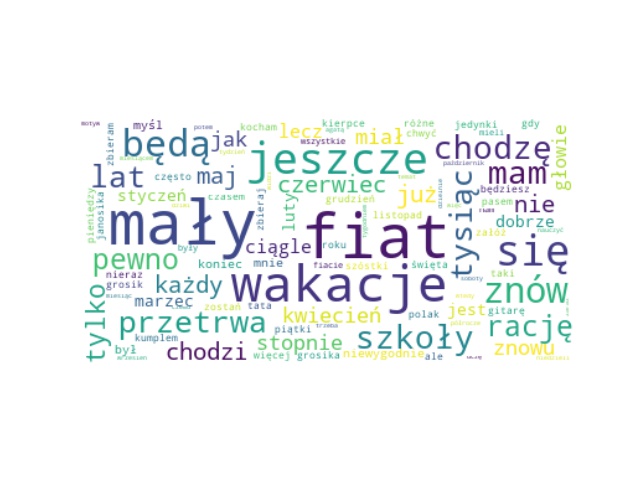 motyw
zbieram
myśl
potem
kocham
lecz
kierpce
miał
różne
chwyć
jedynki
gdy
będą
jak
wszystkie
jeszcze
chodzę
głowie
mieli
lat
często
maj
czerwiec
październik
mam
styczeń
czasem
zbieraj
luty
grudzień
już
tysiąc
będziesz
nie
pieniędzy
janosika
mały
fiat
listopad
pasem
dobrze
załóż
się
pewno
były
ciągle
roku
koniec
mnie
fiacie
szóstki
święta
taki
nieraz
grosik
każdy
wakacje
znów
miesiąc
marzec
zostań
tata
tylko
przetrwa
kwiecień
polak
jest
gitarę
rację
piątki
trzeba
szkoły
kumplem
stopnie
był
chodzi
więcej
grosika
niewygodnie
ale
znowu
wrzesień